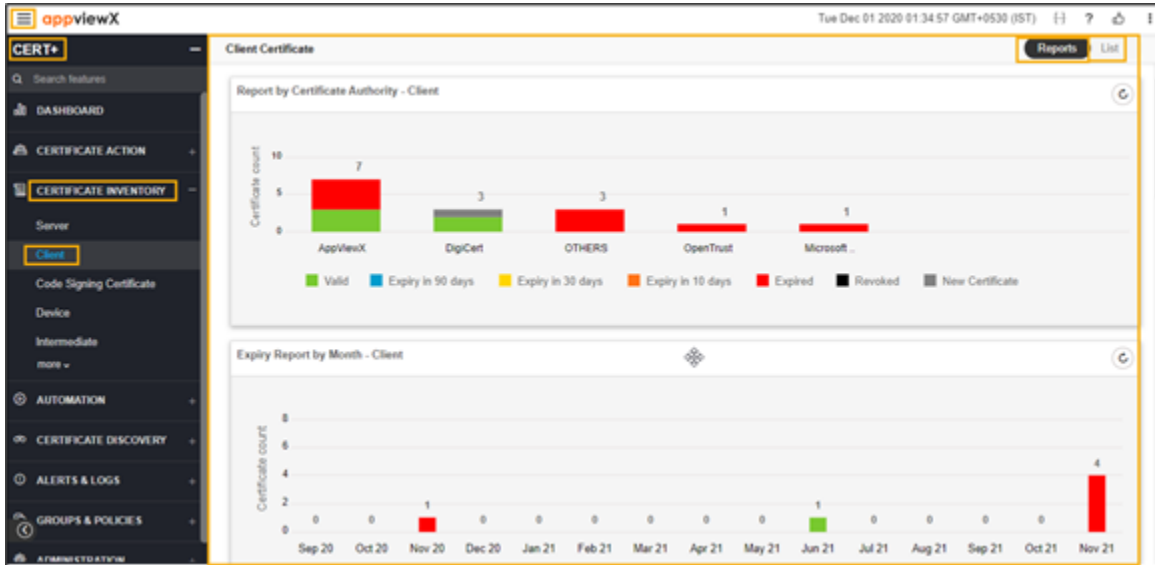 appviewX
Tue Dec 01 2020 01:34:57 GMT+0530 (IST) [-] ?
CERT+ −
Search features
DASHBOARD
CERTIFICATE ACTION +
CERTIFICATE INVENTORY −
Server
Client
Code Signing Certificate
Device
Intermediate
more
AUTOMATION +
CERTIFICATE DISCOVERY +
ALERTS & LOGS +
GROUPS & POLICIES +
ADMINISTRATION
Client Certificate
Reports List
Report by Certificate Authority - Client
Certificate count
10
5
0
7
3
3
1
1
AppViewX DigiCert OTHERS OpenTrust Microsoft ..
Valid Expiry in 90 days Expiry in 30 days Expiry in 10 days Expired Revoked New Certificate
Expiry Report by Month - Client
Certificate count
8
6
4
2
0
0 0 1 0 0 0 0 0 0 1 0 0 0 0 4
Sep 20 Oct 20 Nov 20 Dec 20 Jan 21 Feb 21 Mar 21 Apr 21 May 21 Jun 21 Jul 21 Aug 21 Sep 21 Oct 21 Nov 21